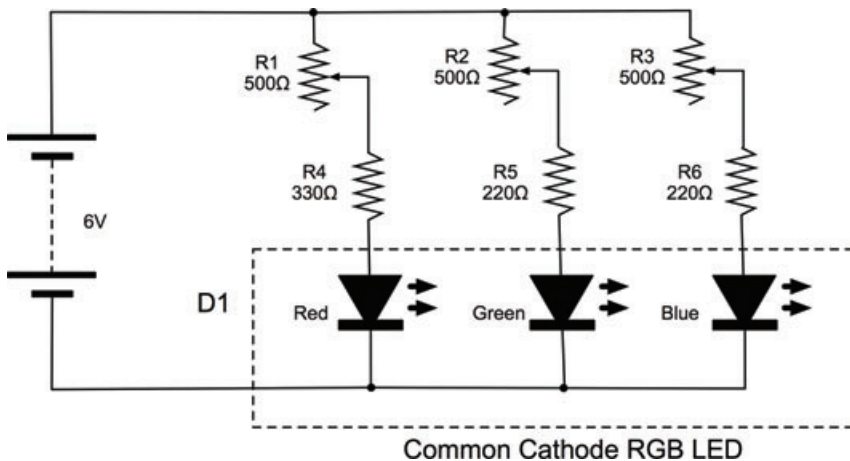 R1
500Ω
R2
500Ω
R3
500Ω
R4
330Ω
R5
220Ω
R6
220Ω
6V
D1
Red
Green
Blue
Common Cathode RGB LED